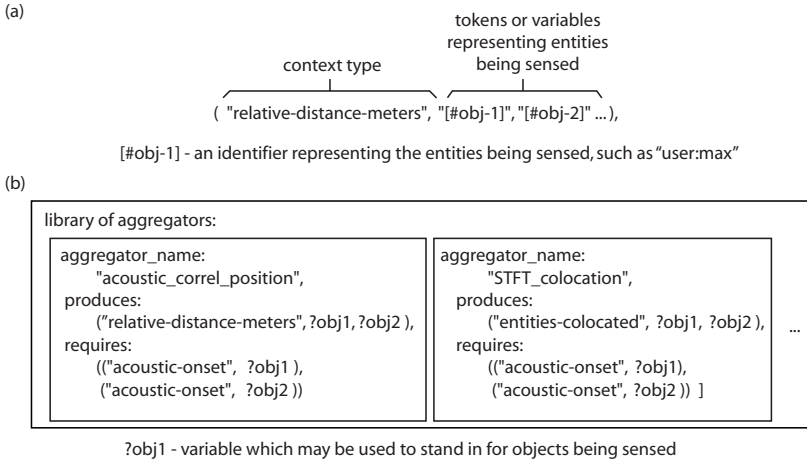 (a)
tokens or variables
representing entities
being sensed
context type
( "relative-distance-meters", "[#obj-1]", "[#obj-2]" ... ),
[#obj-1] - an identifier representing the entities being sensed, such as “user:max”
(b)
library of aggregators:
aggregator_name:
"acoustic_correl_position",
produces:
("relative-distance-meters", ?obj1, ?obj2 ),
requires:
(("acoustic-onset", ?obj1 ),
("acoustic-onset", ?obj2 ))
aggregator_name:
"STFT_colocation",
produces:
("entities-colocated", ?obj1, ?obj2 ),
requires:
(("acoustic-onset", ?obj1),
("acoustic-onset", ?obj2 )) ]
...
?obj1 - variable which may be used to stand in for objects being sensed